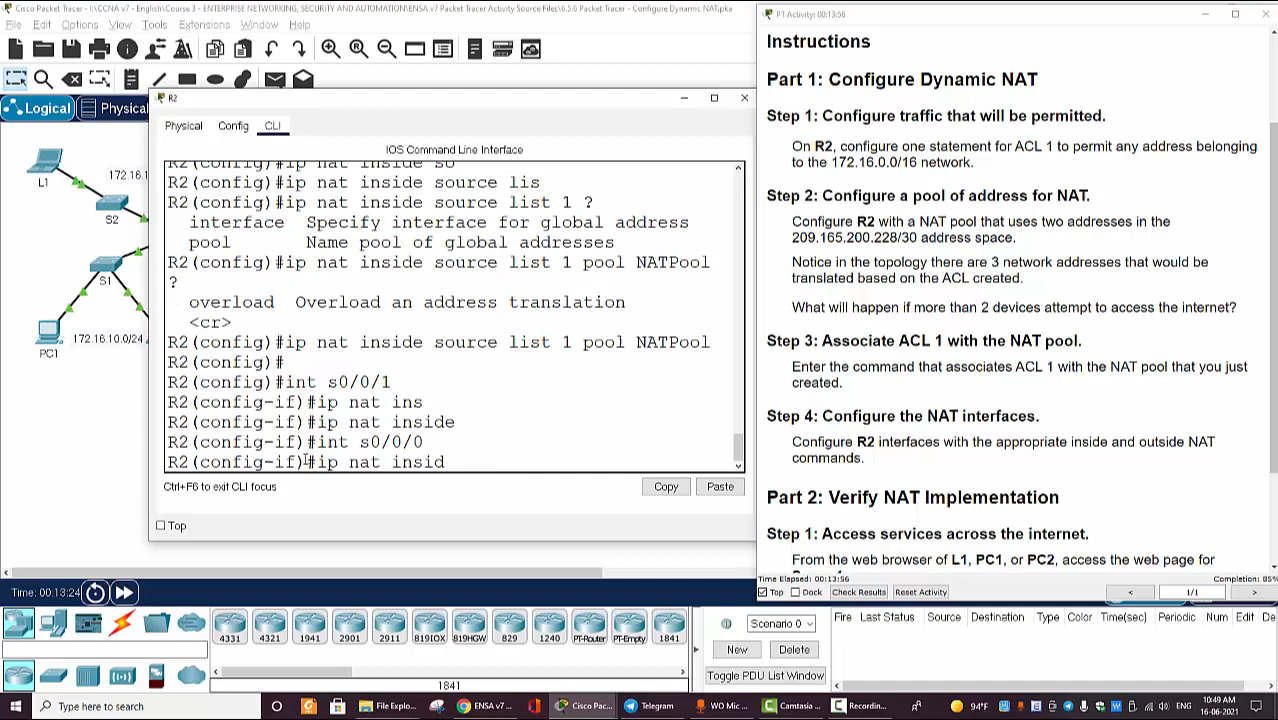 Cisco Packet Tracer - C:\CCNA v7 - English\Course 3 - ENTERPRISE NETWORKING, SECURITY AND AUTOMATION\ENSA v7 Packet Tracer Activity Source Files\6.5.6 Packet Tracer - Configure Dynamic NAT.pka
File Edit Options View Tools Extensions Window Help
Logical Physical
L1
172.16.1
S2
S1
PC1
172.16.10.0/24
R2
Physical Config CLI
IOS Command Line Interface
R2(config)#ip nat inside so
R2(config)#ip nat inside source lis
R2(config)#ip nat inside source list 1 ?
interface Specify interface for global address
pool Name pool of global addresses
R2(config)#ip nat inside source list 1 pool NATPool
?
overload Overload an address translation
<cr>
R2(config)#ip nat inside source list 1 pool NATPool
R2(config)#
R2(config)#int s0/0/1
R2(config-if)#ip nat ins
R2(config-if)#ip nat inside
R2(config-if)#int s0/0/0
R2(config-if)#ip nat insid
Ctrl+F6 to exit CLI focus
Copy Paste
Top
PT Activity: 00:13:56
Instructions
Part 1: Configure Dynamic NAT
Step 1: Configure traffic that will be permitted.
On R2, configure one statement for ACL 1 to permit any address belonging
to the 172.16.0.0/16 network.
Step 2: Configure a pool of address for NAT.
Configure R2 with a NAT pool that uses two addresses in the
209.165.200.228/30 address space.
Notice in the topology there are 3 network addresses that would be
translated based on the ACL created.
What will happen if more than 2 devices attempt to access the internet?
Step 3: Associate ACL 1 with the NAT pool.
Enter the command that associates ACL 1 with the NAT pool that you just
created.
Step 4: Configure the NAT interfaces.
Configure R2 interfaces with the appropriate inside and outside NAT
commands.
Part 2: Verify NAT Implementation
Step 1: Access services across the internet.
From the web browser of L1, PC1, or PC2, access the web page for
Time Elapsed: 00:13:56 Completion: 85%
Top Dock Check Results Reset Activity < 1/1 >
Time: 00:13:24
4331 4321 1941 2901 2911 819IOX 819HGW 829 1240 PT-Router PT-Empty 1841
1841
Scenario 0
New Delete
Toggle PDU List Window
Fire Last Status Source Destination Type Color Time(sec) Periodic Num Edit De
Type here to search
File Explo... ENSA v7 ... Cisco Pac... Telegram WO Mic ... Camtasia ... Recordin... 94°F ENG
10:49 AM
16-06-2021